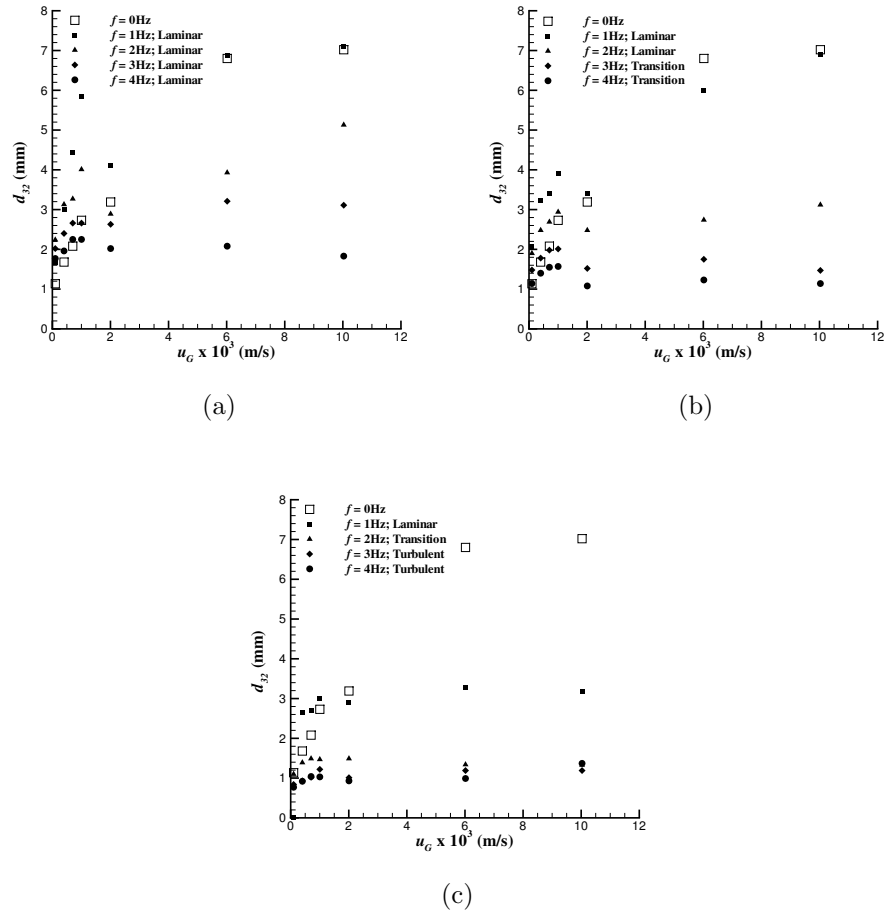 f = 0Hz
f = 1Hz; Laminar
f = 2Hz; Laminar
f = 3Hz; Laminar
f = 4Hz; Laminar
8
7
6
5
4
3
2
1
0
d32 (mm)
0 2 4 6 8 10 12
uG x 10³ (m/s)
(a)
f = 0Hz
f = 1Hz; Laminar
f = 2Hz; Laminar
f = 3Hz; Transition
f = 4Hz; Transition
8
7
6
5
4
3
2
1
0
d32 (mm)
0 2 4 6 8 10 12
uG x 10³ (m/s)
(b)
f = 0Hz
f = 1Hz; Laminar
f = 2Hz; Transition
f = 3Hz; Turbulent
f = 4Hz; Turbulent
8
7
6
5
4
3
2
1
0
d32 (mm)
0 2 4 6 8 10 12
uG x 10³ (m/s)
(c)